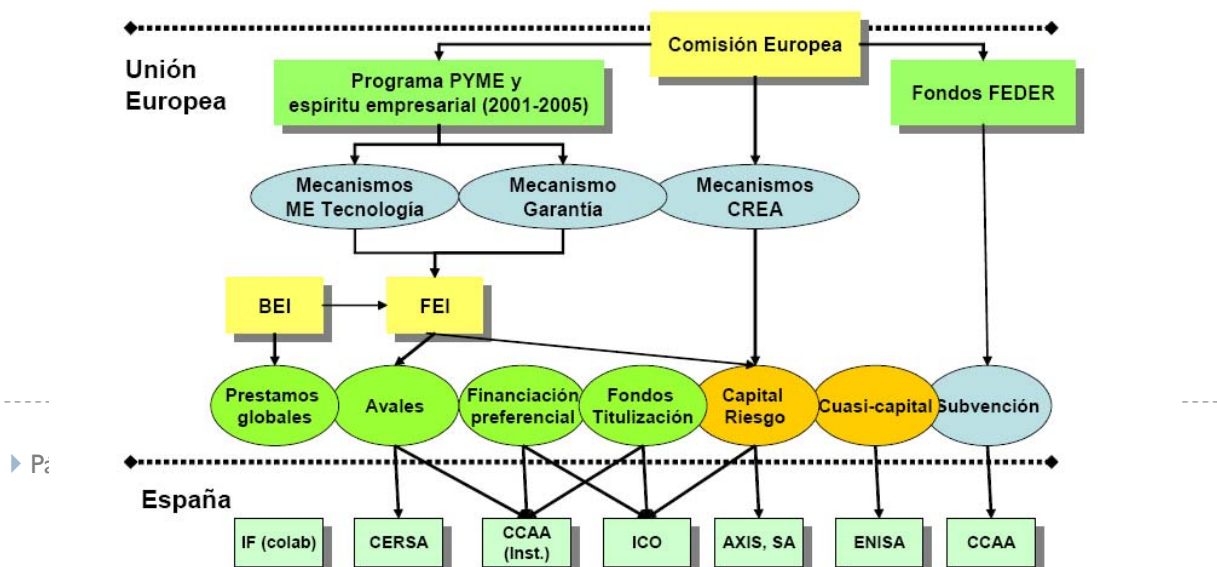 Comisión Europea
Unión
Europea
Programa PYME y
espíritu empresarial (2001-2005)
Fondos FEDER
Mecanismos
ME Tecnología
Mecanismo
Garantía
Mecanismos
CREA
BEI
FEI
Prestamos
globales
Avales
Financiación
preferencial
Fondos
Titulización
Capital
Riesgo
Cuasi-capital
Subvención
España
IF (colab)
CERSA
CCAA
(Inst.)
ICO
AXIS, SA
ENISA
CCAA